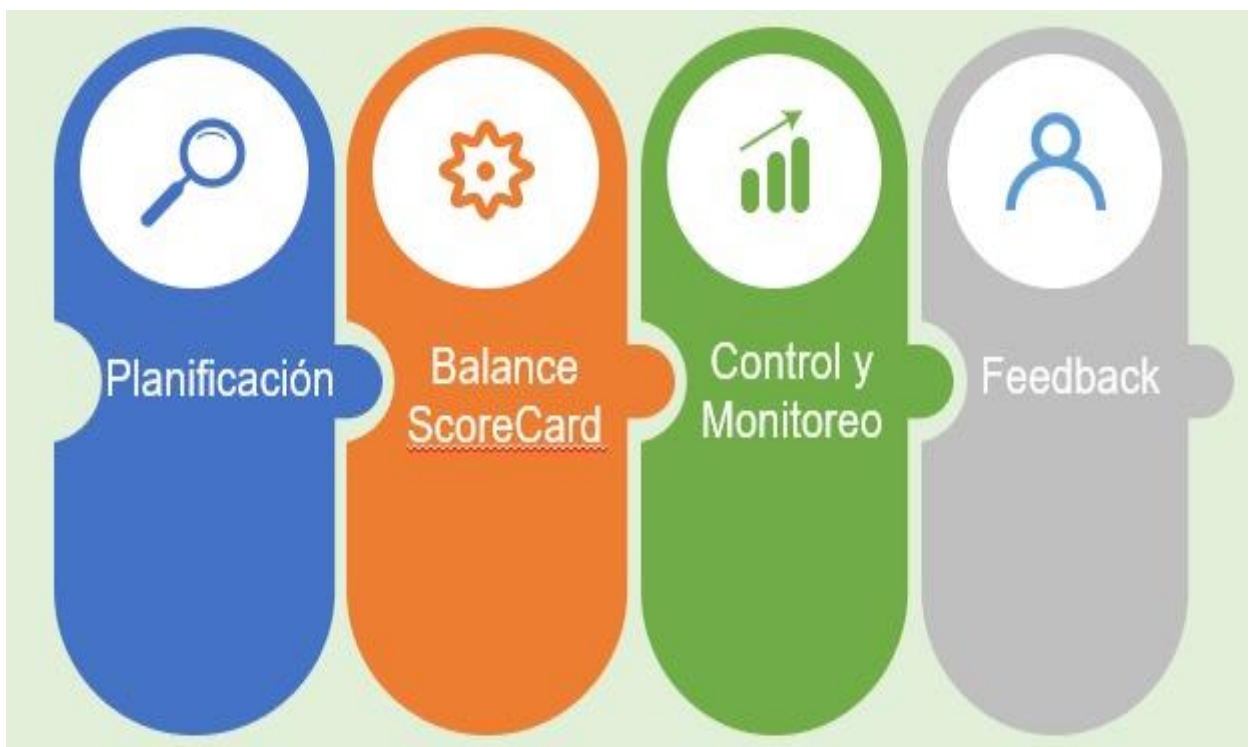 Planificación
Balance
ScoreCard
Control y
Monitoreo
Feedback